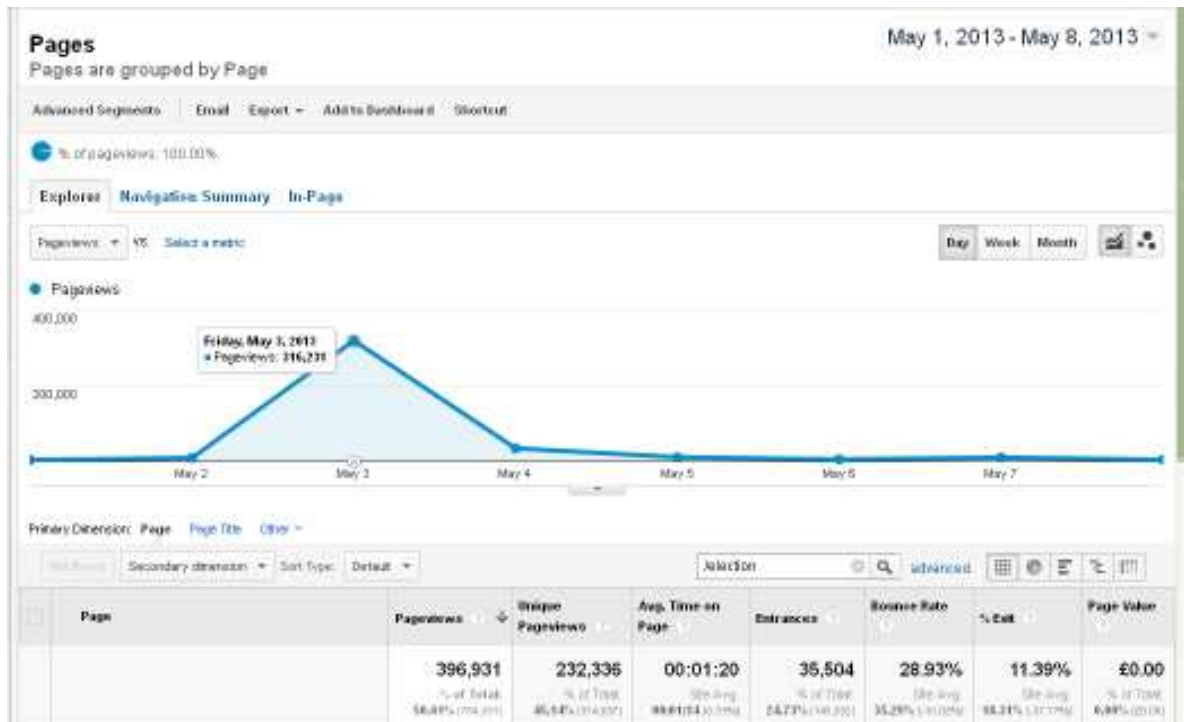 Pages
May 1, 2013 - May 8, 2013
Pages are grouped by Page
Advanced Segments Email Export Add to Dashboard Shortcut
% of pageviews: 100.00%
Explorer Navigation Summary In-Page
Pageviews VS. Select a metric
Day Week Month
Pageviews
400,000
Friday, May 3, 2013
Pageviews: 316,231
200,000
May 2 May 3 May 4 May 5 May 6 May 7
Primary Dimension: Page Page Title Other
Secondary dimension Sort Type: Default
advanced
Page Pageviews Unique Pageviews Avg. Time on Page Entrances Bounce Rate % Exit Page Value
396,931 232,336 00:01:20 35,504 28.93% 11.39% £0.00
% of Total: % of Total: Site Avg: % of Total: Site Avg: Site Avg: % of Total: